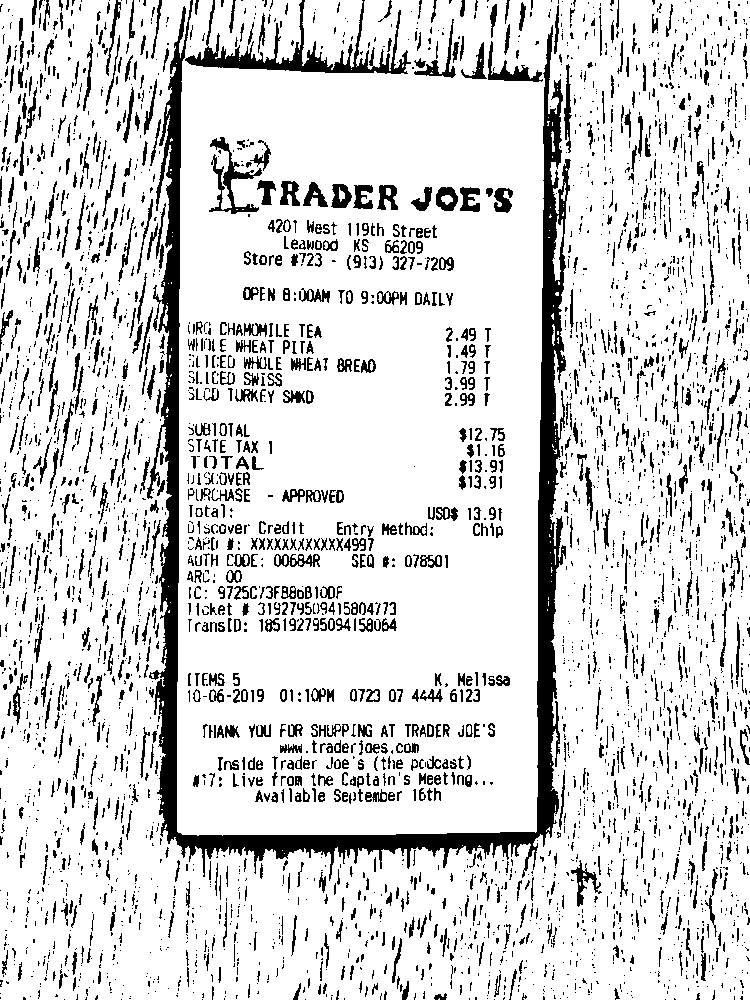 TRADER JOE'S
4201 West 119th Street
Leawood KS 66209
Store #723 - (913) 327-7209
OPEN 8:00AM TO 9:00PM DAILY
ORG CHAMOMILE TEA 2.49 T
WHOLE WHEAT PITA 1.49 T
SLICED WHOLE WHEAT BREAD 1.79 T
SLICED SWISS 3.99 T
SLCD TURKEY SMKD 2.99 T
SUBTOTAL $12.75
STATE TAX 1 $1.16
TOTAL $13.91
DISCOVER $13.91
PURCHASE - APPROVED
Total: USD$ 13.91
Discover Credit Entry Method: Chip
CARD #: XXXXXXXXXXXX4997
AUTH CODE: 00684R SEQ #: 078501
ARC: 00
TC: 9725C73FB86B10DF
Ticket # 319279509415804773
TransID: 185192795094158064
ITEMS 5 K, Melissa
10-06-2019 01:10PM 0723 07 4444 6123
THANK YOU FOR SHOPPING AT TRADER JOE'S
www.traderjoes.com
Inside Trader Joe's (the podcast)
#17: Live from the Captain's Meeting...
Available September 16th